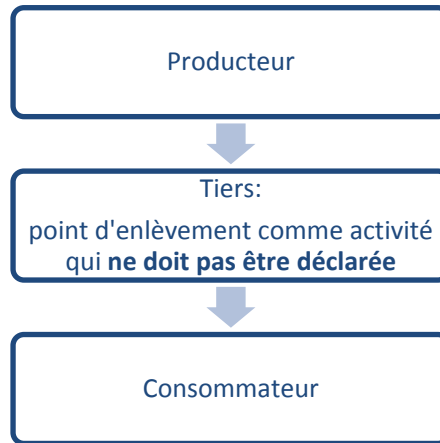 Producteur
Tiers:
point d'enlèvement comme activité
qui ne doit pas être déclarée
Consommateur